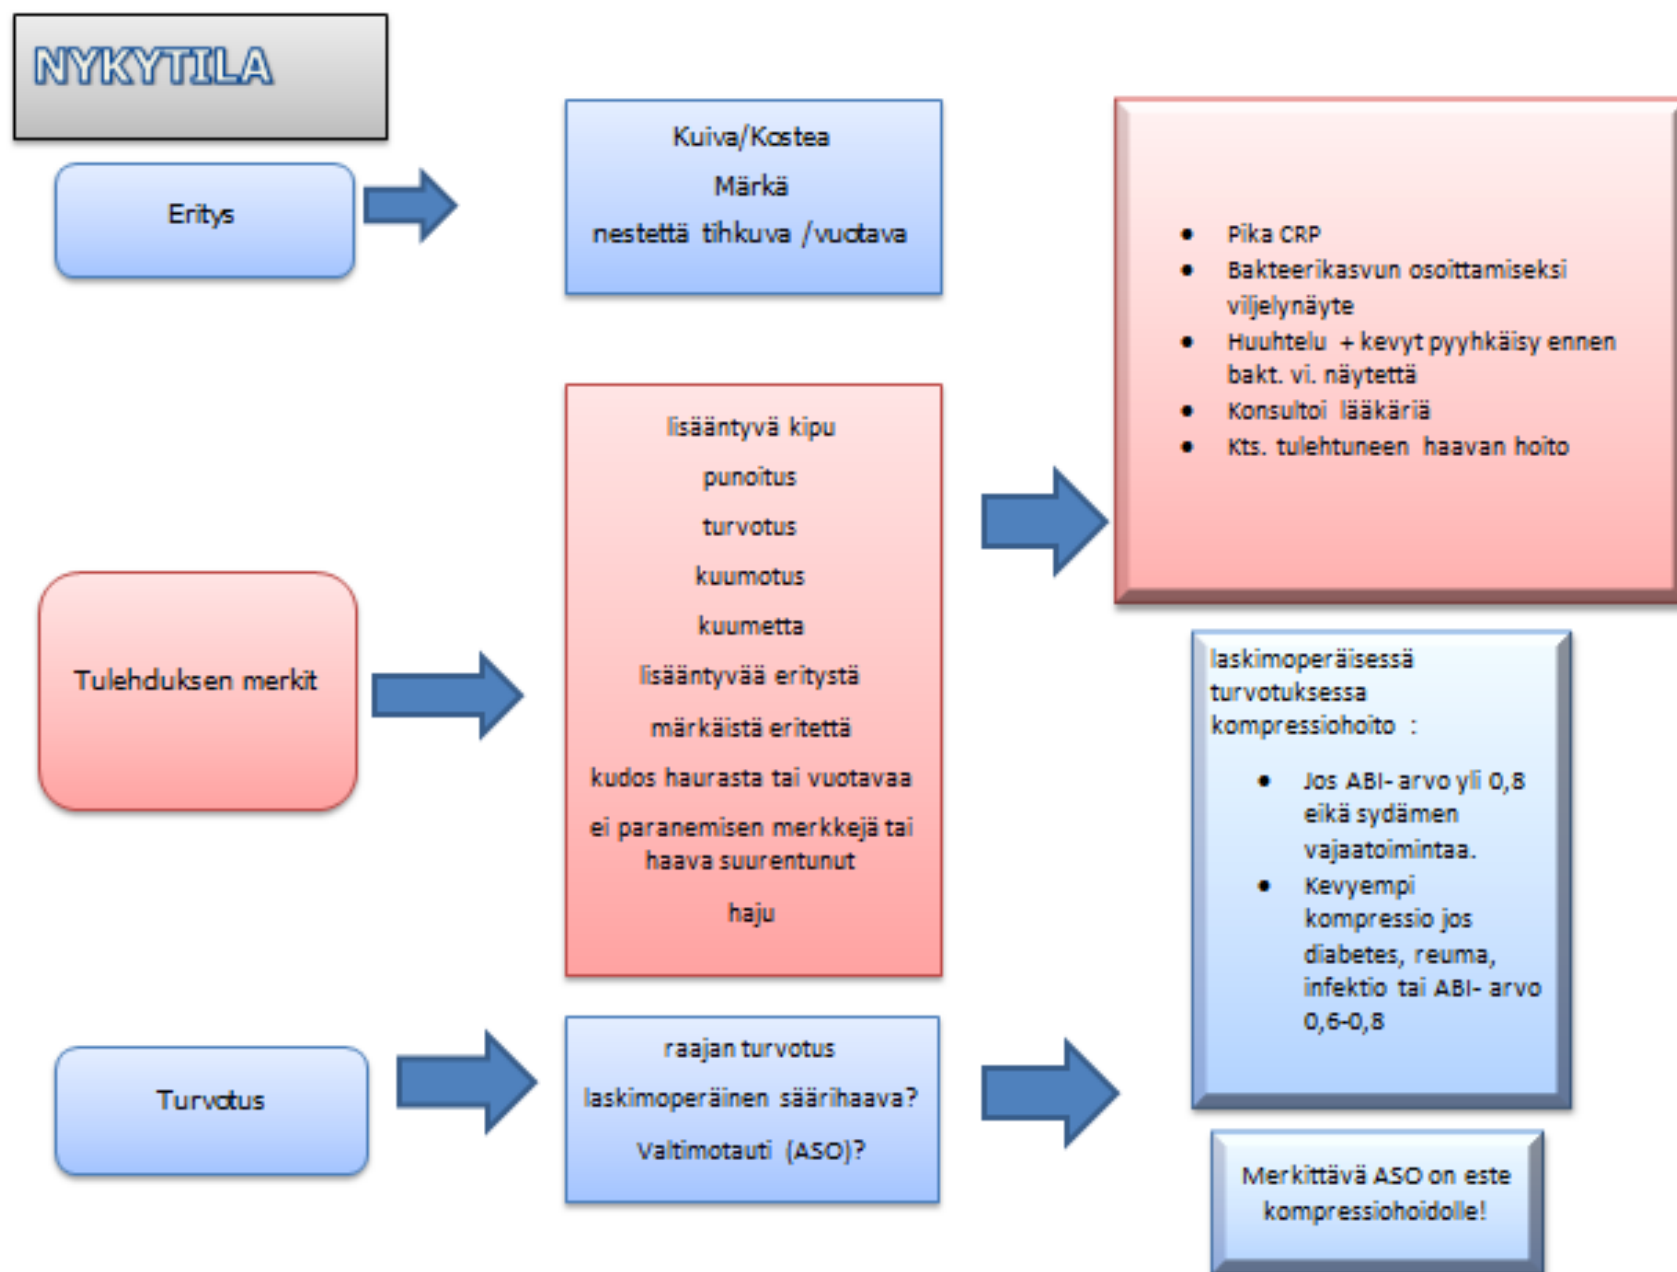 NYKYTILA
Eritys
Kuiva/Kostea
Märkä
nestettä tihkuva /vuotava
Tulehduksen merkit
lisääntyvä kipu
punoitus
turvotus
kuumotus
kuumetta
lisääntyvää eritystä
märkäistä eritettä
kudos haurasta tai vuotavaa
ei paranemisen merkkejä tai
haava suurentunut
haju
• Pika CRP
• Bakteerikasvun osoittamiseksi
viljelynäyte
• Huuhtelu + kevyt pyyhkäisy ennen
bakt. vi. näytettä
• Konsultoi lääkäriä
• Kts. tulehtuneen haavan hoito
Turvotus
raajan turvotus
laskimoperäinen säärihaava?
Valtimotauti (ASO)?
laskimoperäisessä
turvotuksessa
kompressiohoito :
• Jos ABI- arvo yli 0,8
eikä sydämen
vajaatoimintaa.
• Kevyempi
kompressio jos
diabetes, reuma,
infektio tai ABI- arvo
0,6-0,8
Merkittävä ASO on este
kompressiohoidolle!